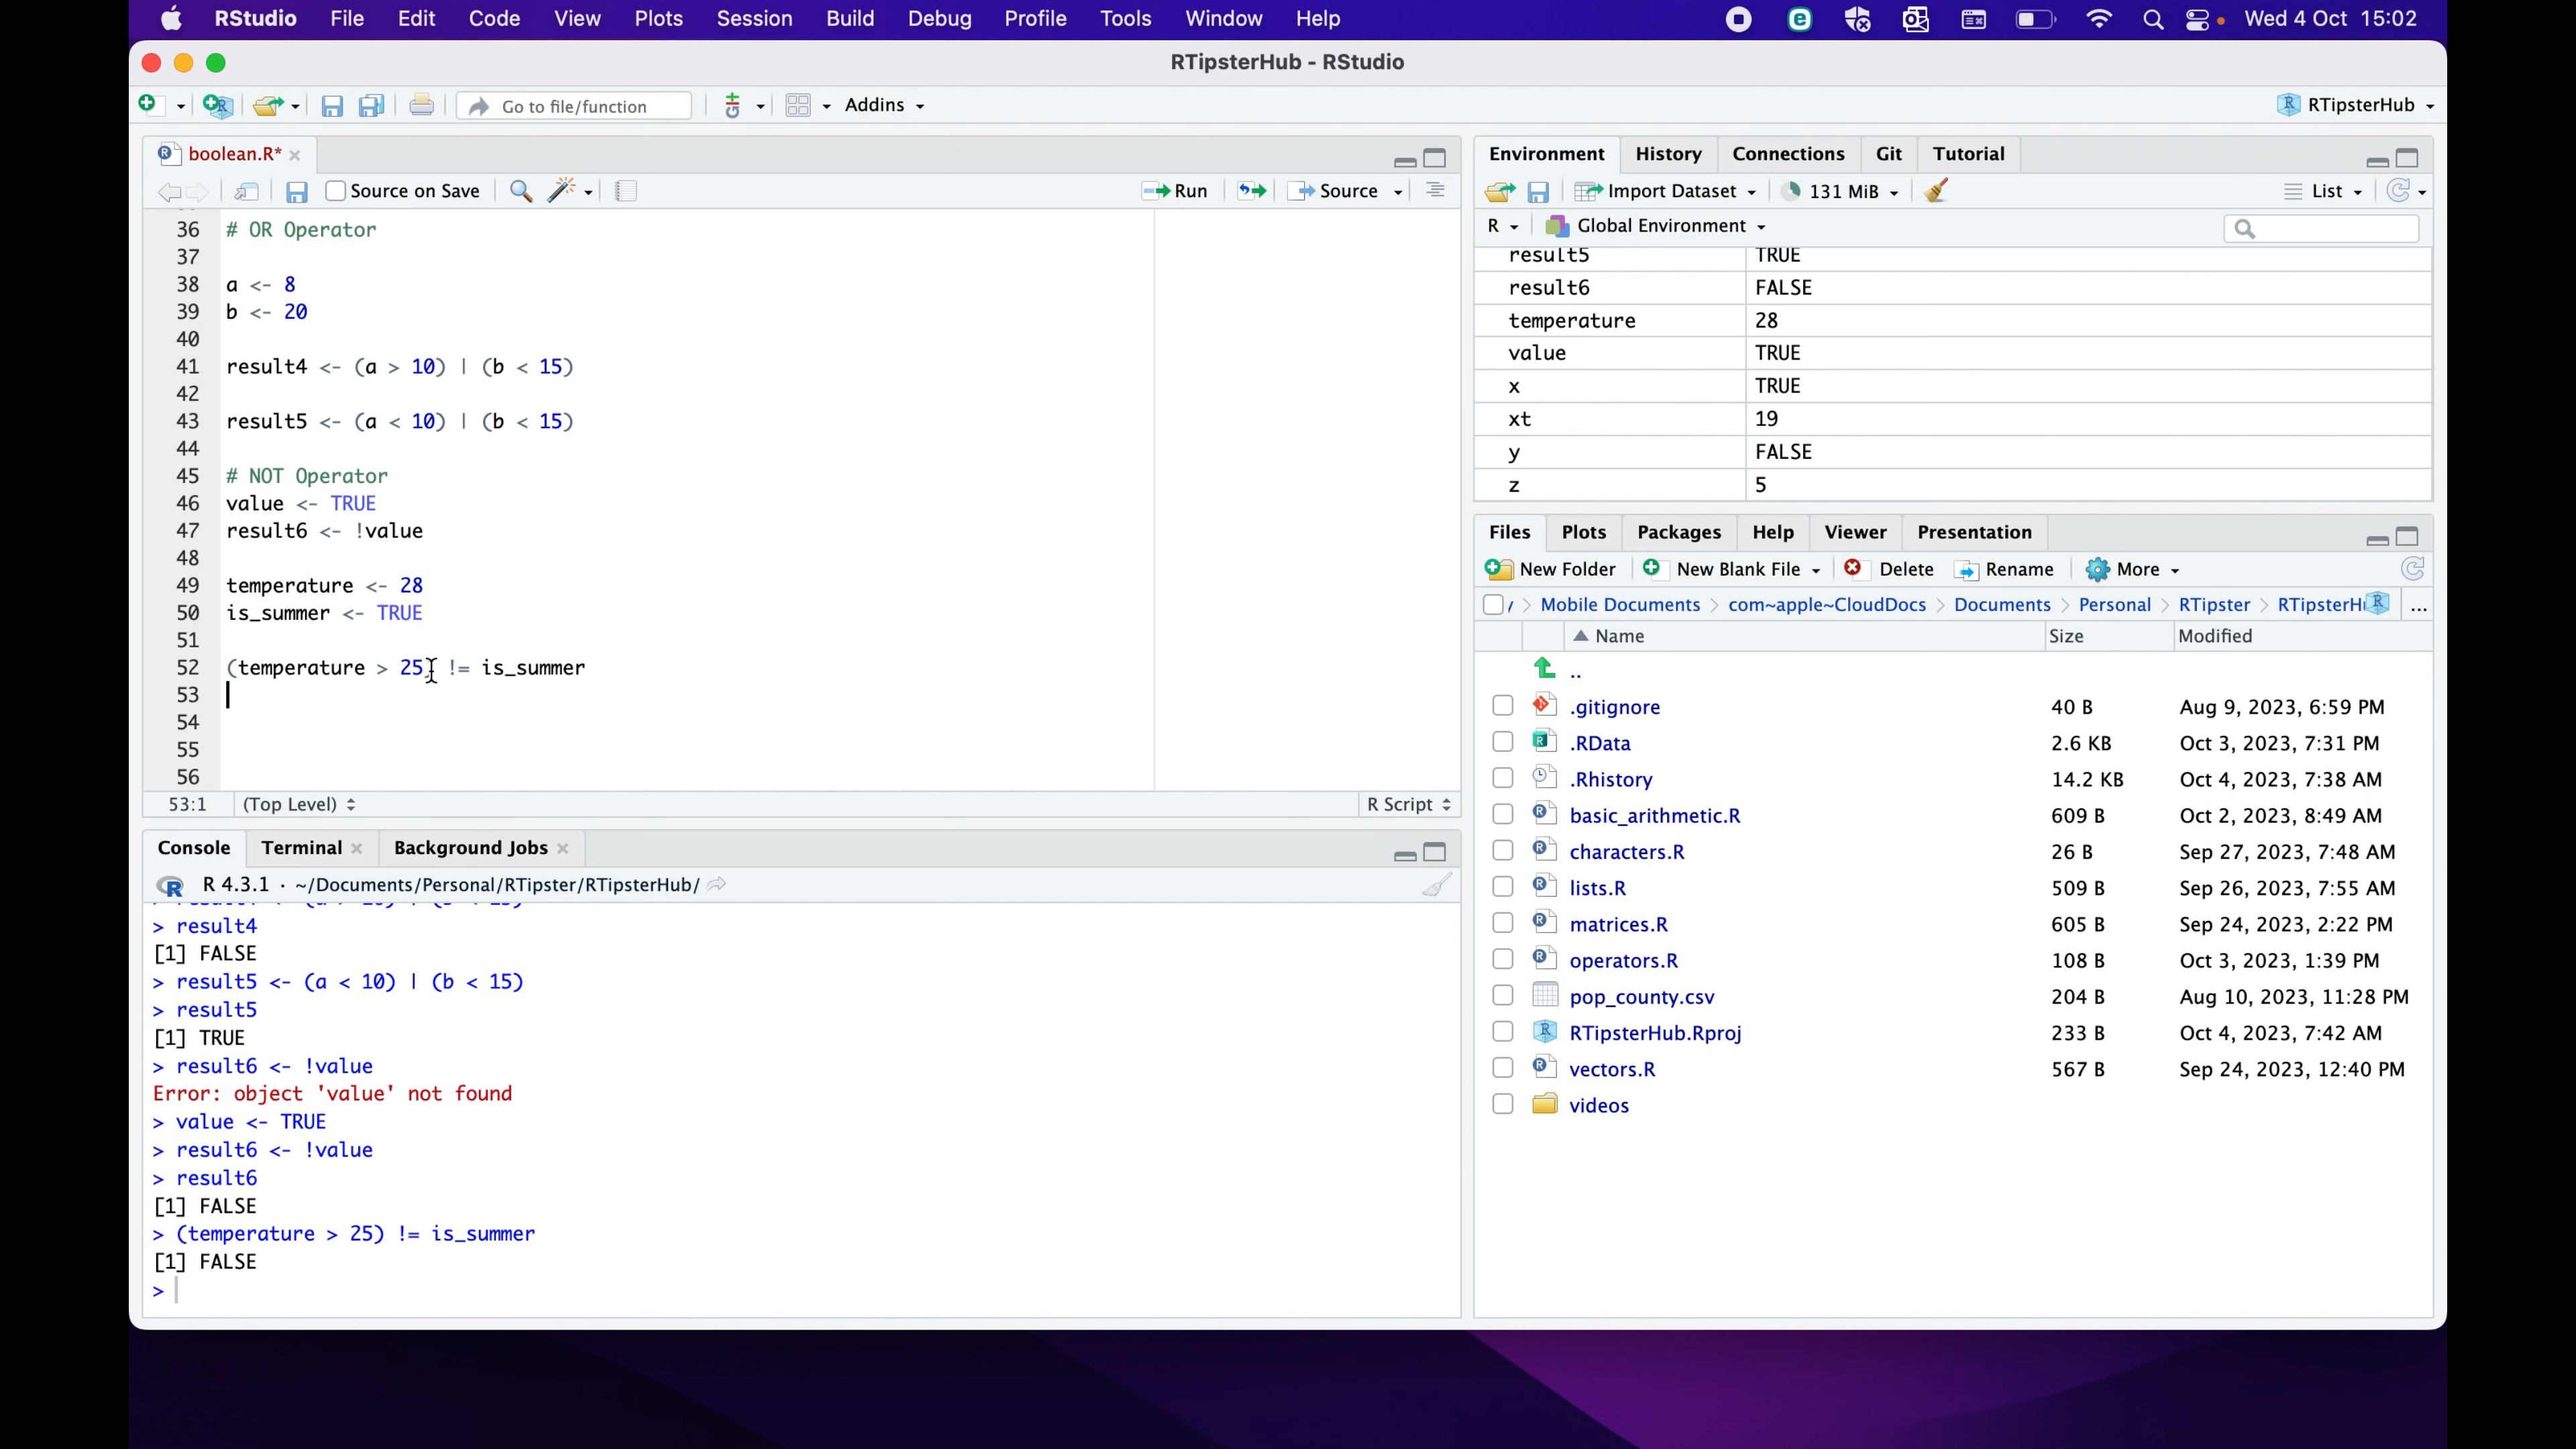 RStudio File Edit Code View Plots Session Build Debug Profile Tools Window Help Wed 4 Oct 15:02
RTipsterHub - RStudio
Go to file/function Addins RTipsterHub
boolean.R*
Source on Save Run Source
36 # OR Operator
37
38 a <- 8
39 b <- 20
40
41 result4 <- (a > 10) | (b < 15)
42
43 result5 <- (a < 10) | (b < 15)
44
45 # NOT Operator
46 value <- TRUE
47 result6 <- !value
48
49 temperature <- 28
50 is_summer <- TRUE
51
52 (temperature > 25) != is_summer
53
54
55
56
53:1 (Top Level) R Script
Console Terminal Background Jobs
R 4.3.1 · ~/Documents/Personal/RTipster/RTipsterHub/
> result4
[1] FALSE
> result5 <- (a < 10) | (b < 15)
> result5
[1] TRUE
> result6 <- !value
Error: object 'value' not found
> value <- TRUE
> result6 <- !value
> result6
[1] FALSE
> (temperature > 25) != is_summer
[1] FALSE
>
Environment History Connections Git Tutorial
Import Dataset 131 MiB List
R Global Environment
result5 TRUE
result6 FALSE
temperature 28
value TRUE
x TRUE
xt 19
y FALSE
z 5
Files Plots Packages Help Viewer Presentation
New Folder New Blank File Delete Rename More
/ > Mobile Documents > com~apple~CloudDocs > Documents > Personal > RTipster > RTipsterH ...
Name Size Modified
..
.gitignore 40 B Aug 9, 2023, 6:59 PM
.RData 2.6 KB Oct 3, 2023, 7:31 PM
.Rhistory 14.2 KB Oct 4, 2023, 7:38 AM
basic_arithmetic.R 609 B Oct 2, 2023, 8:49 AM
characters.R 26 B Sep 27, 2023, 7:48 AM
lists.R 509 B Sep 26, 2023, 7:55 AM
matrices.R 605 B Sep 24, 2023, 2:22 PM
operators.R 108 B Oct 3, 2023, 1:39 PM
pop_county.csv 204 B Aug 10, 2023, 11:28 PM
RTipsterHub.Rproj 233 B Oct 4, 2023, 7:42 AM
vectors.R 567 B Sep 24, 2023, 12:40 PM
videos